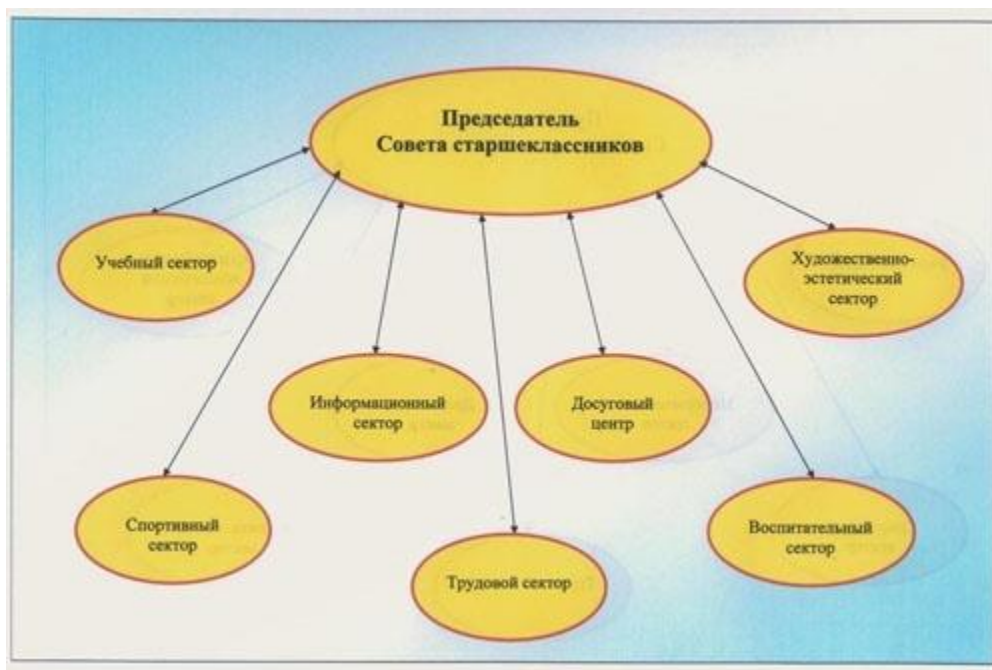 Председатель
Совета старшеклассников
Учебный сектор
Художественно-
эстетический
сектор
Информационный
сектор
Досуговый
центр
Спортивный
сектор
Воспитательный
сектор
Трудовой сектор